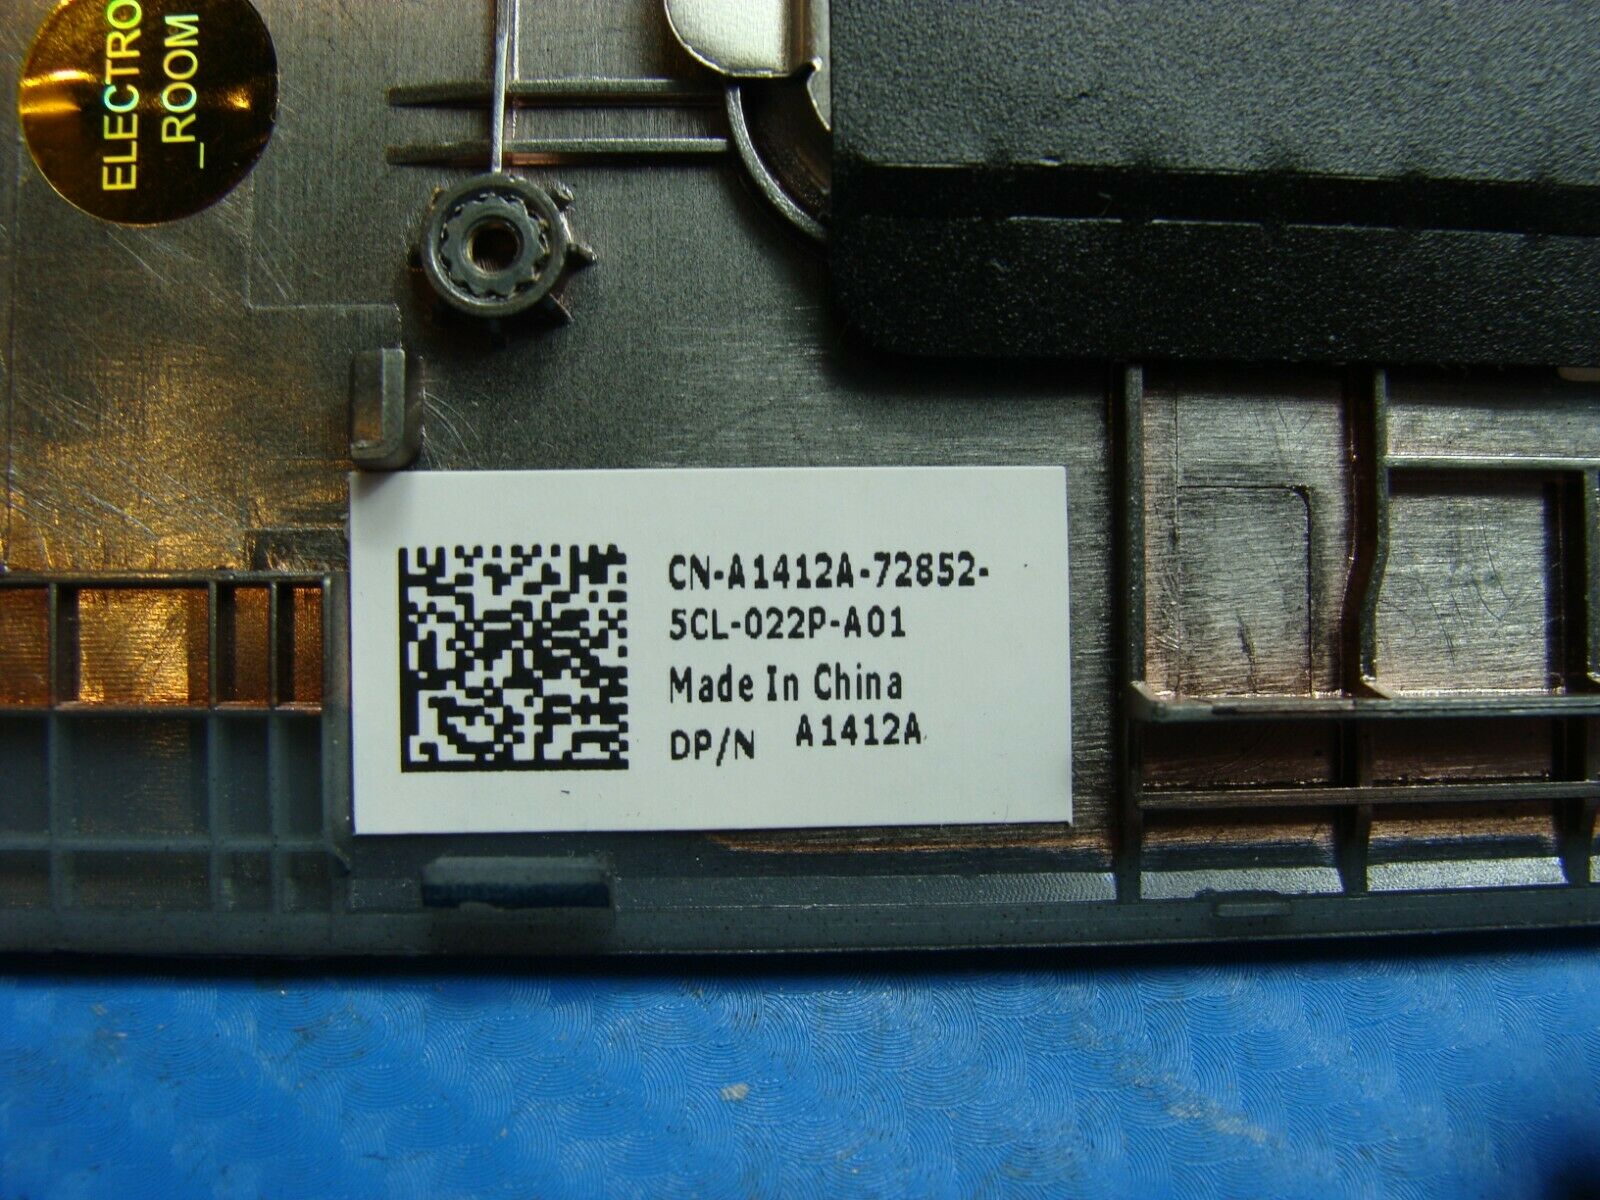 ELECTRO
_ROOM
CN-A1412A-72852-
5CL-022P-A01
Made In China
DP/N A1412A